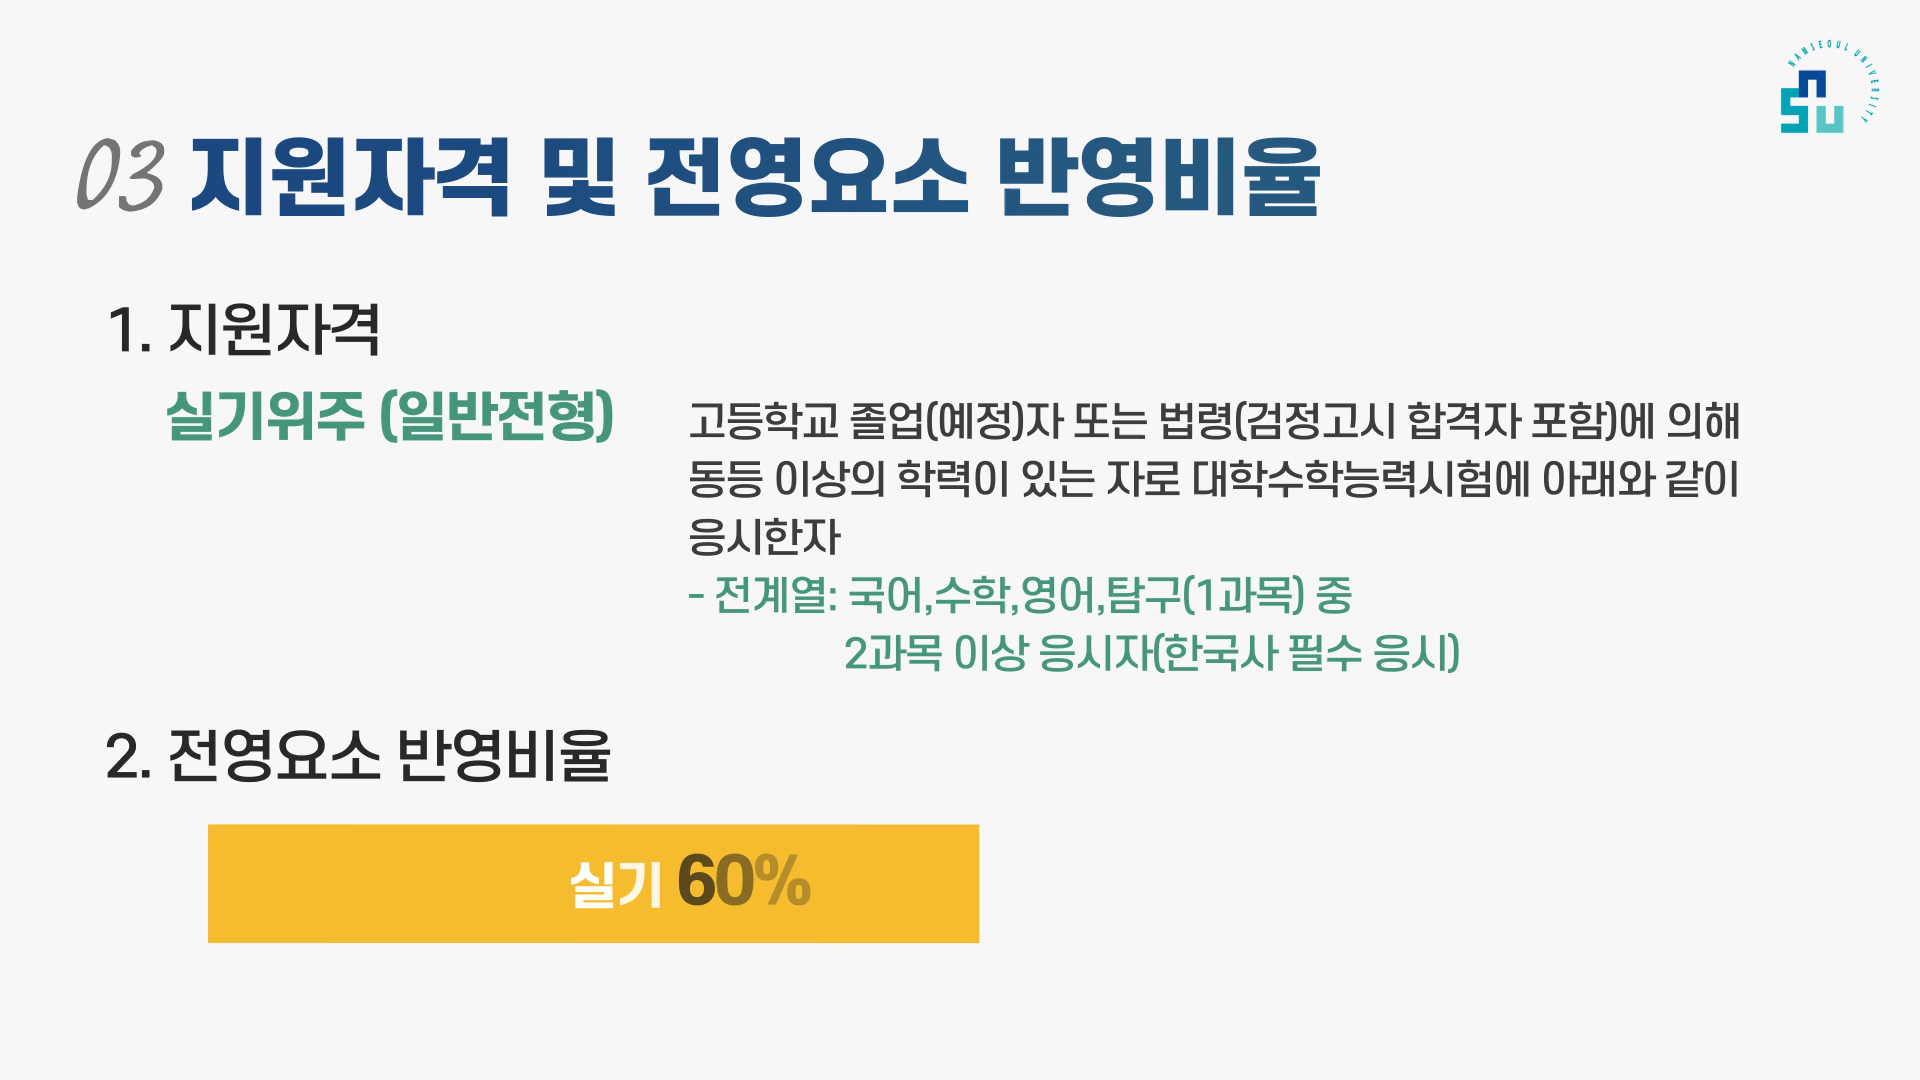 NAMSEOUL UNIVERSITY
nsu
03 지원자격 및 전영요소 반영비율
1. 지원자격
실기위주 (일반전형)
고등학교 졸업(예정)자 또는 법령(검정고시 합격자 포함)에 의해
동등 이상의 학력이 있는 자로 대학수학능력시험에 아래와 같이
응시한자
- 전계열: 국어,수학,영어,탐구(1과목) 중
2과목 이상 응시자(한국사 필수 응시)
2. 전영요소 반영비율
실기 60%